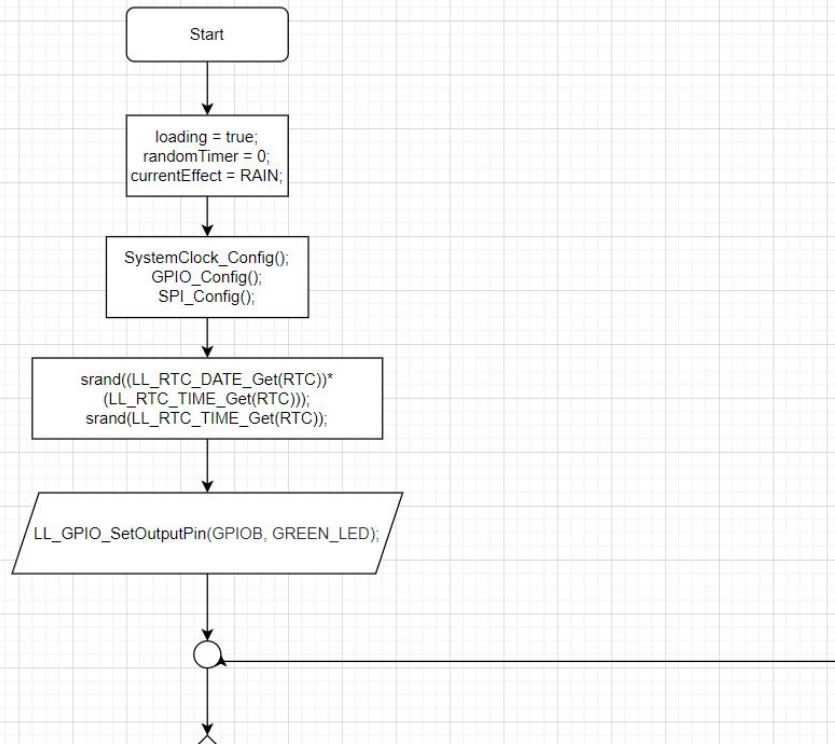 Start
loading = true;
randomTimer = 0;
currentEffect = RAIN;
SystemClock_Config();
GPIO_Config();
SPI_Config();
srand((LL_RTC_DATE_Get(RTC))*
(LL_RTC_TIME_Get(RTC)));
srand(LL_RTC_TIME_Get(RTC));
LL_GPIO_SetOutputPin(GPIOB, GREEN_LED);